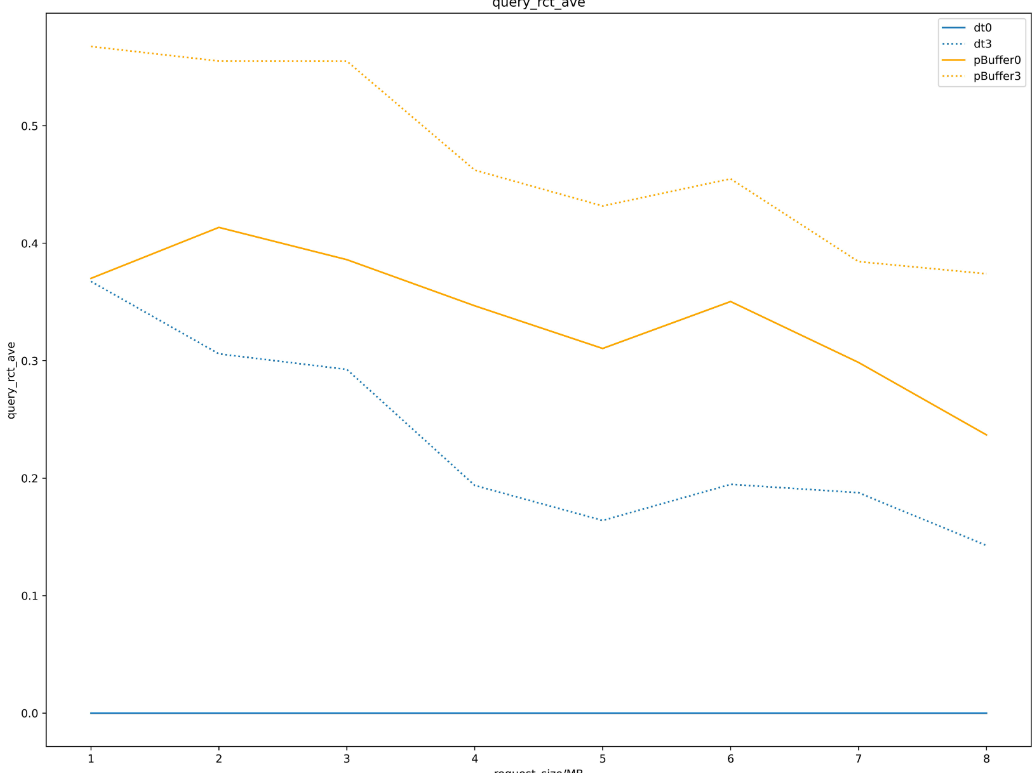 query_rct_ave
dt0
dt3
pBuffer0
pBuffer3
0.5
0.4
0.3
0.2
0.1
0.0
query_rct_ave
1 2 3 4 5 6 7 8
request_size/MB